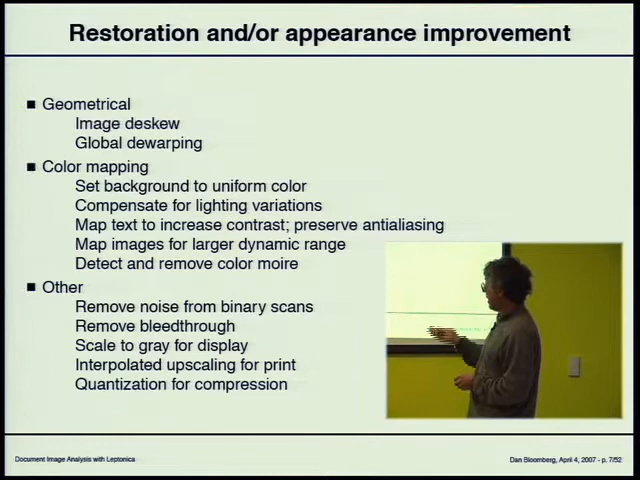 Restoration and/or appearance improvement
Geometrical
Image deskew
Global dewarping
Color mapping
Set background to uniform color
Compensate for lighting variations
Map text to increase contrast; preserve antialiasing
Map images for larger dynamic range
Detect and remove color moire
Other
Remove noise from binary scans
Remove bleedthrough
Scale to gray for display
Interpolated upscaling for print
Quantization for compression
Document Image Analysis with Leptonica
Dan Bloomberg, April 4, 2007 - p. 7/52